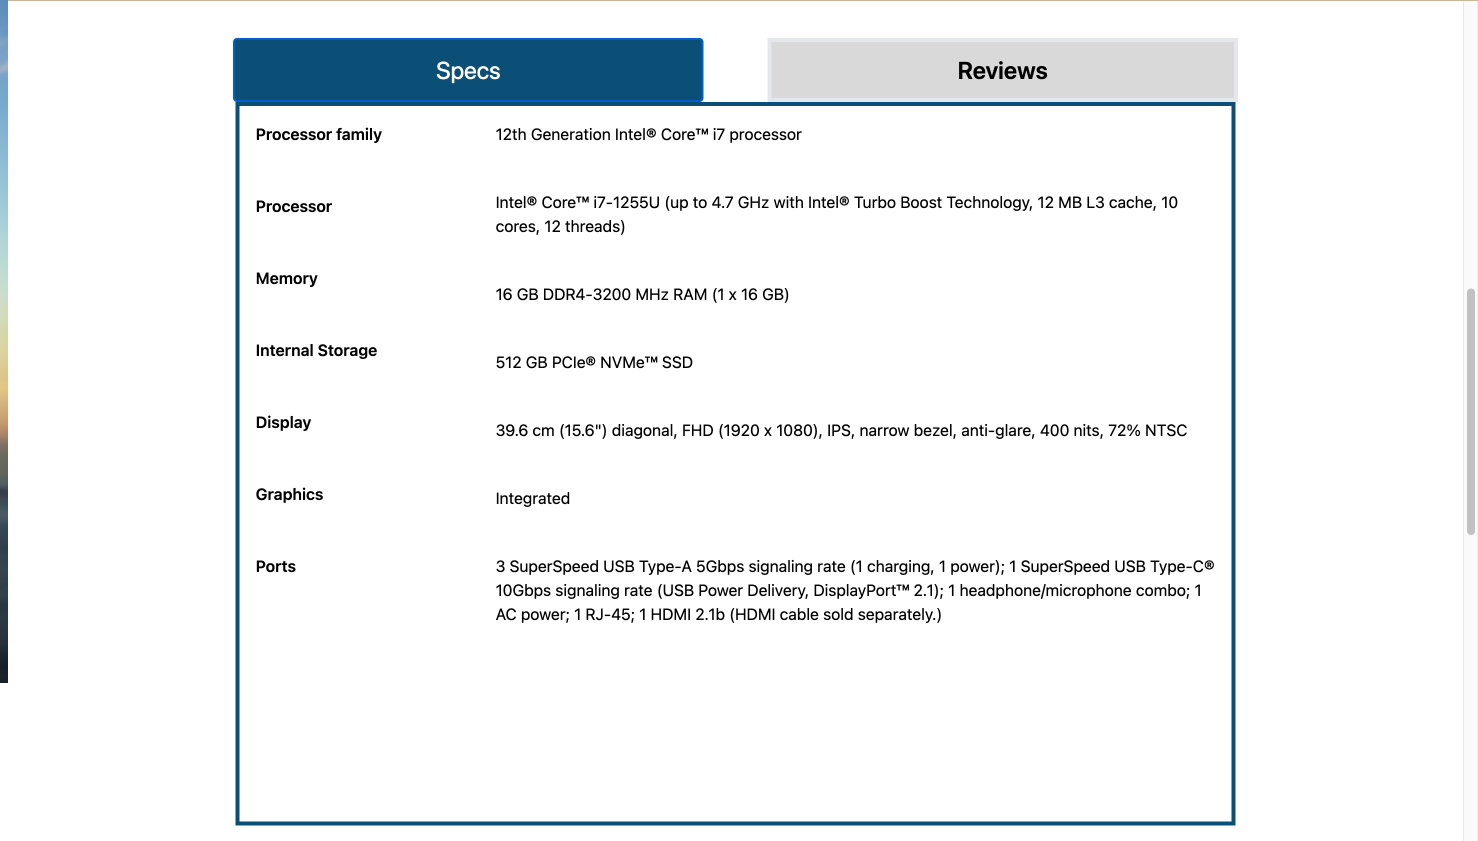 Specs
Reviews
Processor family
12th Generation Intel® Core™ i7 processor
Processor
Intel® Core™ i7-1255U (up to 4.7 GHz with Intel® Turbo Boost Technology, 12 MB L3 cache, 10
cores, 12 threads)
Memory
16 GB DDR4-3200 MHz RAM (1 x 16 GB)
Internal Storage
512 GB PCIe® NVMe™ SSD
Display
39.6 cm (15.6") diagonal, FHD (1920 x 1080), IPS, narrow bezel, anti-glare, 400 nits, 72% NTSC
Graphics
Integrated
Ports
3 SuperSpeed USB Type-A 5Gbps signaling rate (1 charging, 1 power); 1 SuperSpeed USB Type-C®
10Gbps signaling rate (USB Power Delivery, DisplayPort™ 2.1); 1 headphone/microphone combo; 1
AC power; 1 RJ-45; 1 HDMI 2.1b (HDMI cable sold separately.)